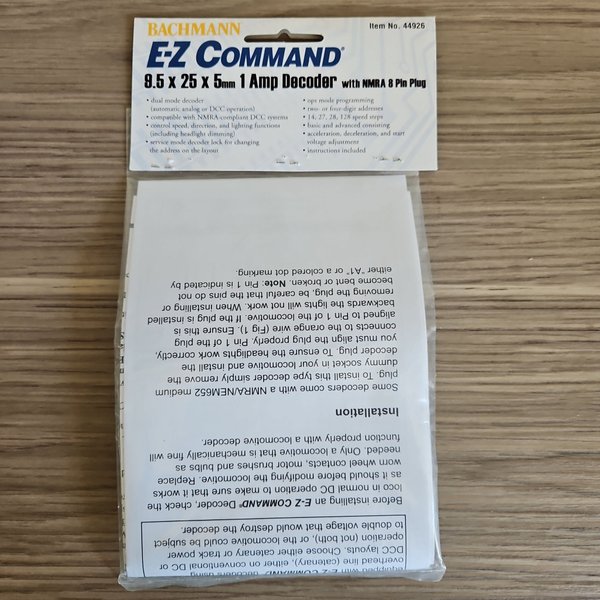 BACHMANN
Item No. 44926
E-Z COMMAND®
9.5 x 25 x 5mm 1 Amp Decoder with NMRA 8 Pin Plug
• dual mode decoder
(automatic analog or DCC operation)
• compatible with NMRA-compliant DCC systems
• control speed, direction, and lighting functions
(including headlight dimming)
• service mode decoder lock for changing
the address on the layout
• ops mode programming
• two- or four-digit addresses
• 14, 27, 28, 128 speed steps
• basic and advanced consisting
• acceleration, deceleration, and start
voltage adjustments
• instructions included
E-Z COMMAND decoders using
overhead line (catenary), even on conventional DC or
DCC layouts. Choose either catenary or track power
operation (not both), or the locomotive could be subject
to double voltage that would destroy the decoder.
Before installing an E-Z COMMAND® Decoder, check the
loco in normal DC operation to make sure that it works
as it should before modifying the locomotive. Replace
worn wheel contacts, motor brushes and bulbs as
needed. Only a locomotive that is mechanically fine will
function properly with a locomotive decoder.
Installation
Some decoders come with a NMRA/NEM652 medium
plug. To install this type decoder simply remove the
dummy socket in your locomotive and install the
decoder plug. To ensure the headlights work correctly,
you must align the plug properly. Pin 1 of the plug
connects to the orange wire (Fig 1). Ensure this is
aligned to Pin 1 of the locomotive. If the plug is installed
backwards the lights will not work. When installing or
removing the plug, be careful that the pins do not
become bent or broken. Note: Pin 1 is indicated by
either "A1" or a colored dot marking.